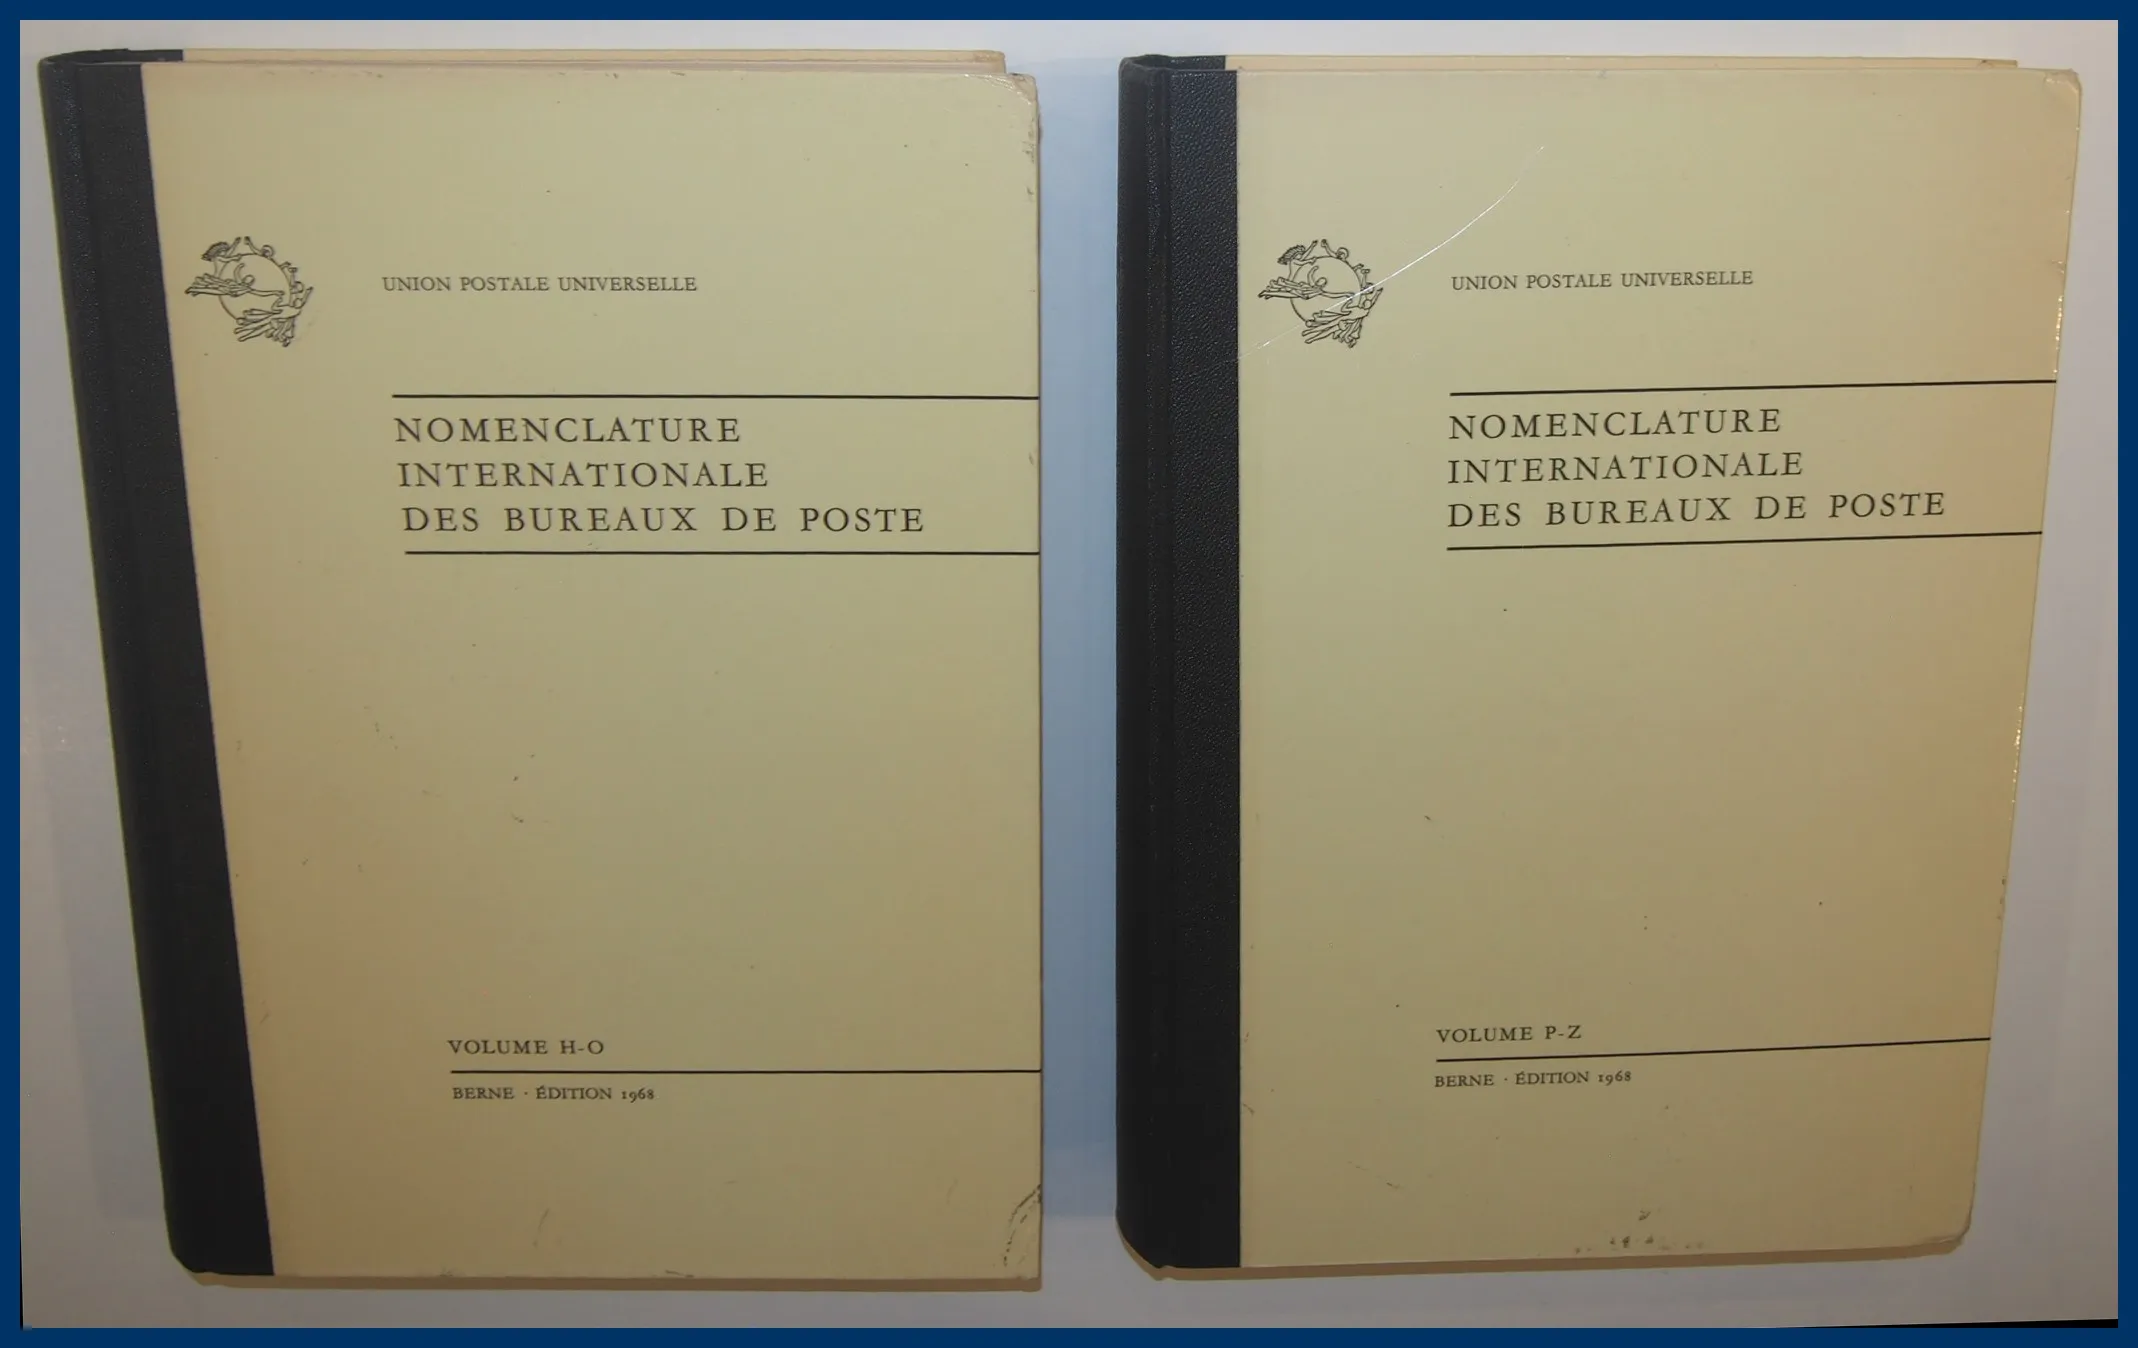 UNION POSTALE UNIVERSELLE
NOMENCLATURE
INTERNATIONALE
DES BUREAUX DE POSTE
VOLUME H-O
BERNE · ÉDITION 1968
UNION POSTALE UNIVERSELLE
NOMENCLATURE
INTERNATIONALE
DES BUREAUX DE POSTE
VOLUME P-Z
BERNE · ÉDITION 1968